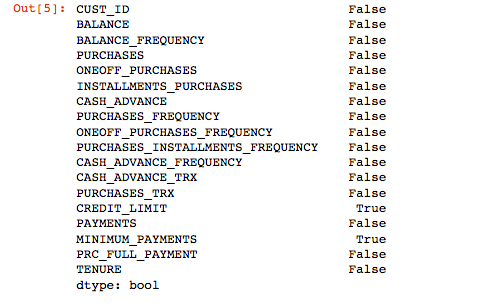 Out[5]: CUST_ID False
BALANCE False
BALANCE_FREQUENCY False
PURCHASES False
ONEOFF_PURCHASES False
INSTALLMENTS_PURCHASES False
CASH_ADVANCE False
PURCHASES_FREQUENCY False
ONEOFF_PURCHASES_FREQUENCY False
PURCHASES_INSTALLMENTS_FREQUENCY False
CASH_ADVANCE_FREQUENCY False
CASH_ADVANCE_TRX False
PURCHASES_TRX False
CREDIT_LIMIT True
PAYMENTS False
MINIMUM_PAYMENTS True
PRC_FULL_PAYMENT False
TENURE False
dtype: bool